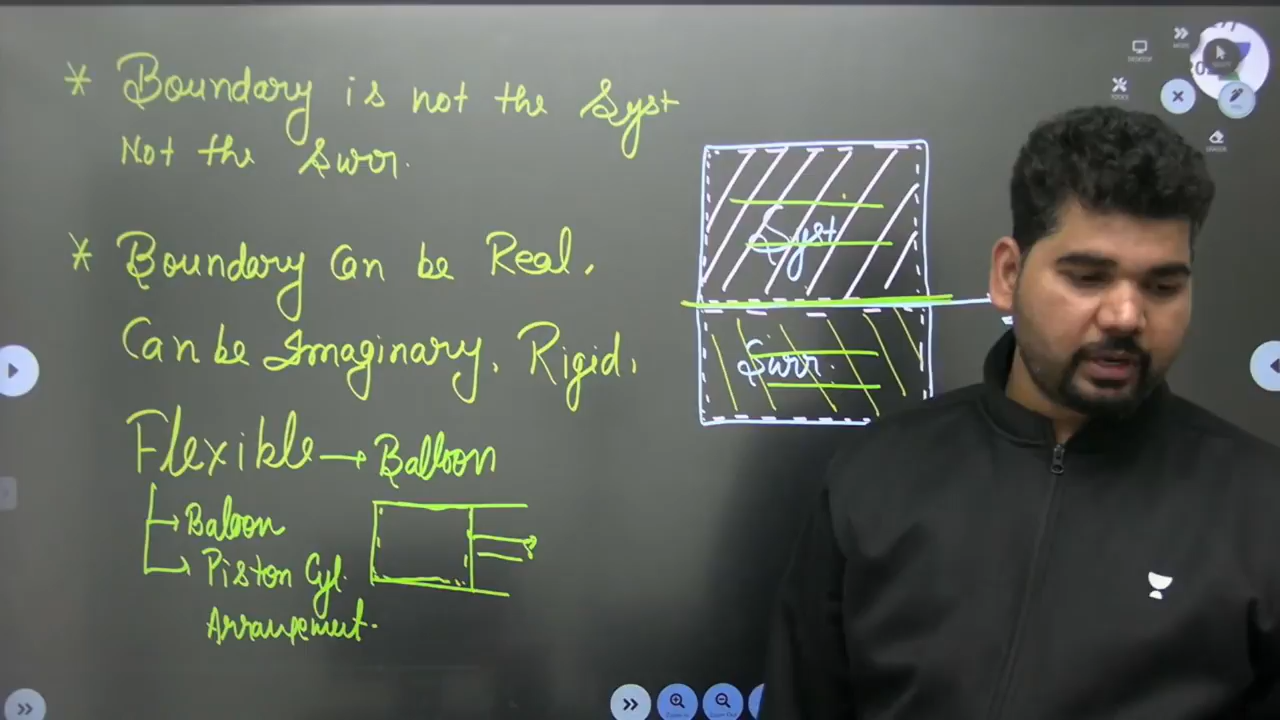 * Boundary is not the Syst
Not the Surr.
* Boundary Can be Real.
Can be Imaginary, Rigid,
Flexible → Balloon
→ Baloon
→ Piston Cyl.
Arrangement.
Syst
Surr.